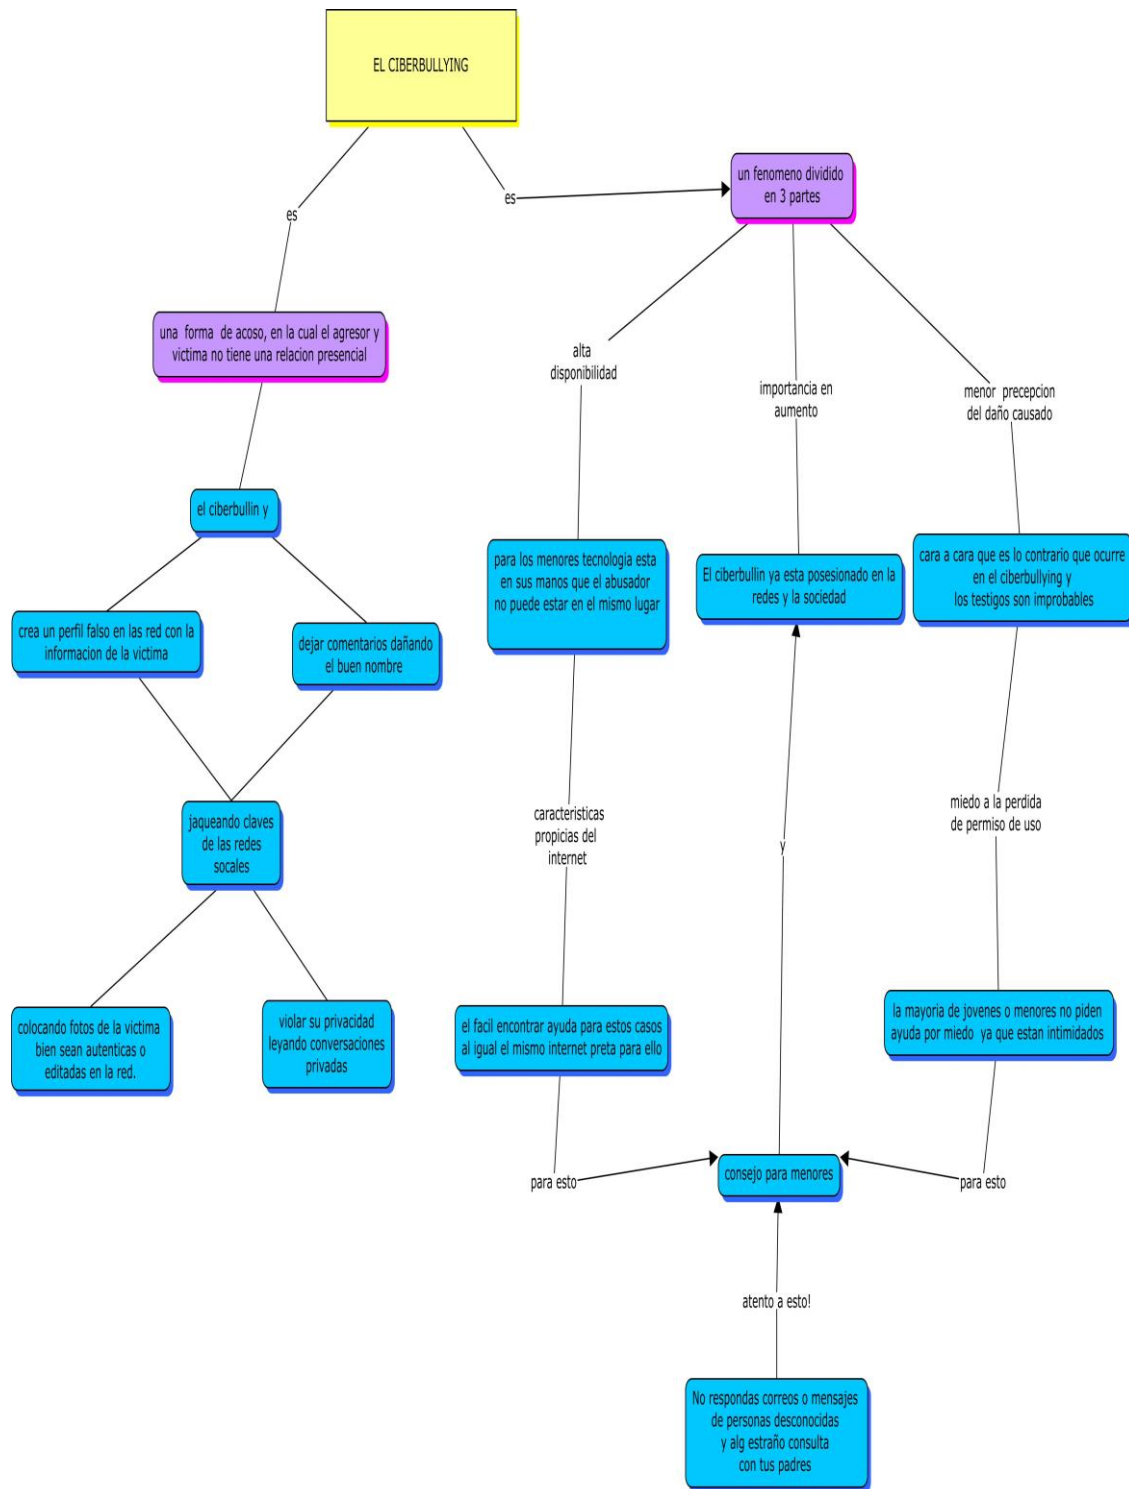 EL CIBERBULLYING
es
es
un fenomeno dividido
en 3 partes
una forma de acoso, en la cual el agresor y
victima no tiene una relacion presencial
alta
disponibilidad
importancia en
aumento
menor precepcion
del daño causado
el ciberbullin y
para los menores tecnologia esta
en sus manos que el abusador
no puede estar en el mismo lugar
El ciberbullin ya esta posesionado en la
redes y la sociedad
cara a cara que es lo contrario que ocurre
en el ciberbullying y
los testigos son improbables
crea un perfil falso en las red con la
informacion de la victima
dejar comentarios dañando
el buen nombre
jaqueando claves
de las redes
socales
caracteristicas
propicias del
internet
y
miedo a la perdida
de permiso de uso
colocando fotos de la victima
bien sean autenticas o
editadas en la red.
violar su privacidad
leyando conversaciones
privadas
el facil encontrar ayuda para estos casos
al igual el mismo internet preta para ello
la mayoria de jovenes o menores no piden
ayuda por miedo ya que estan intimidados
para esto
consejo para menores
para esto
atento a esto!
No respondas correos o mensajes
de personas desconocidas
y alg estraño consulta
con tus padres